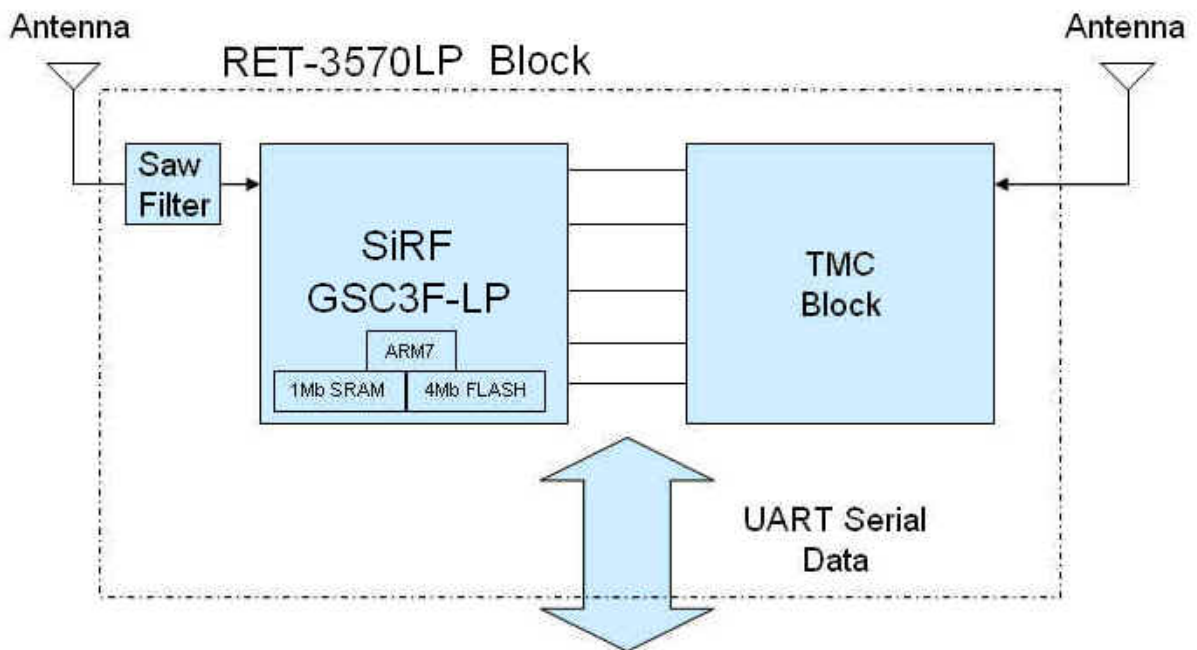 Antenna
Antenna
RET-3570LP Block
Saw
Filter
SiRF
GSC3F-LP
ARM7
1Mb SRAM
4Mb FLASH
TMC
Block
UART Serial
Data